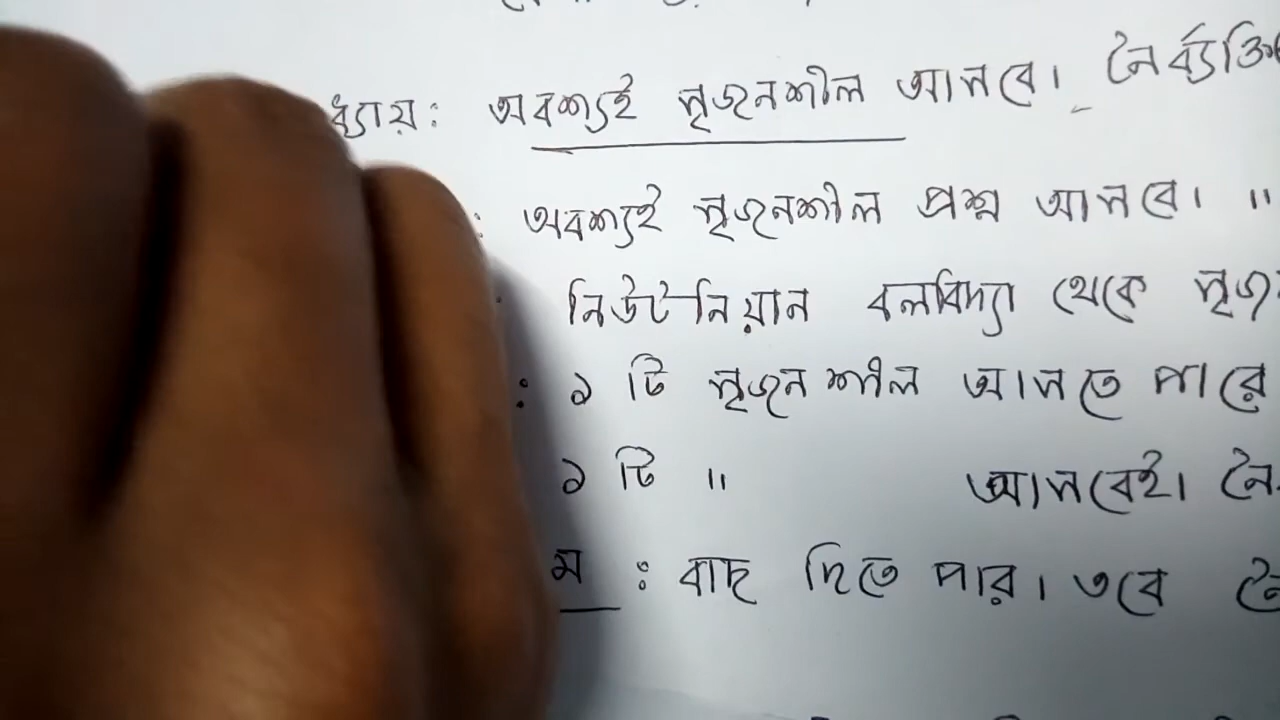 ধ্যায়: অবশ্যই সৃজনশীল আসবে। নৈর্ব্যক্তি
: অবশ্যই সৃজনশীল প্রশ্ন আসবে। "
: নিউটনিয়ান বলবিদ্যা থেকে সৃজ
: ১ টি সৃজনশীল আসতে পারে
১ টি " আসবেই। নৈ
ম : বাদ দিতে পার। তবে নৈ